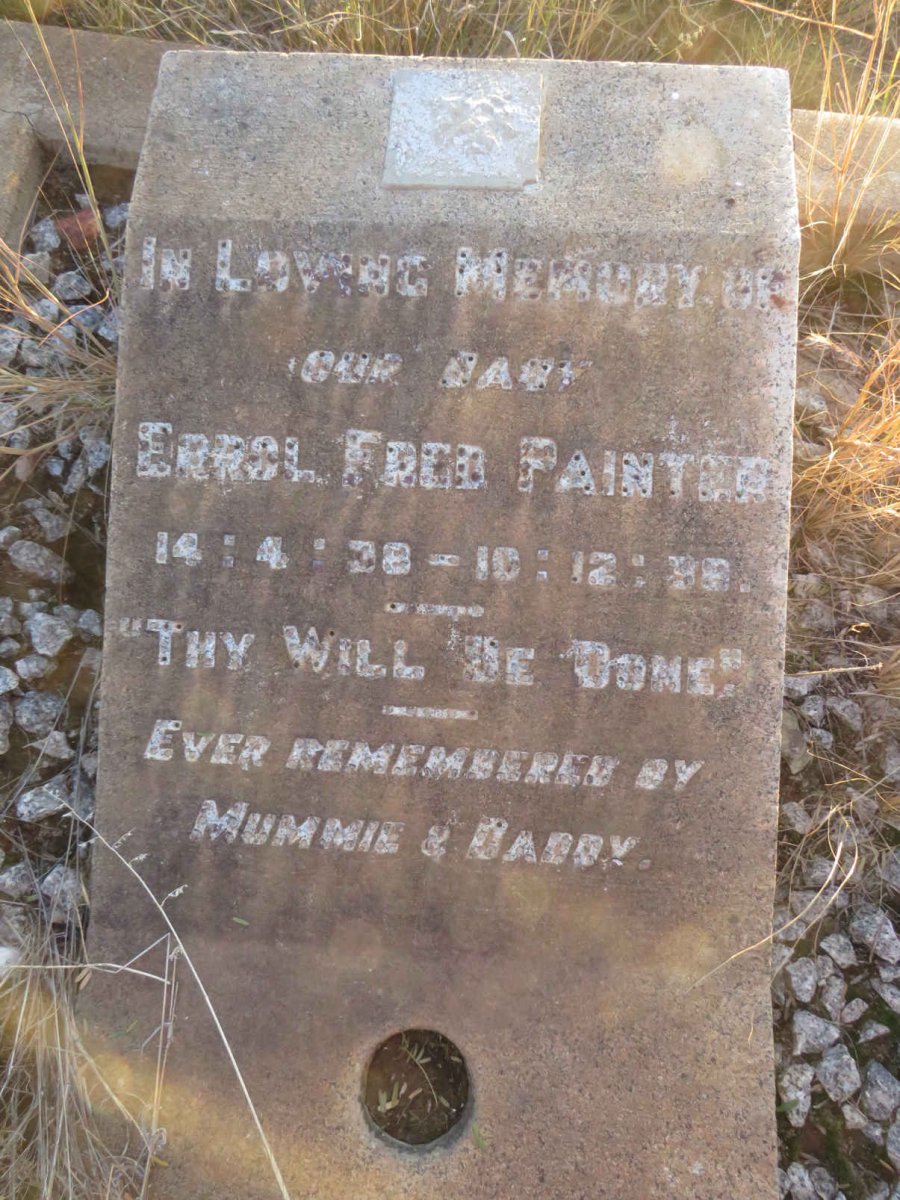 In Loving Memory of
our baby
Errol Fred Painter
14:4:38 – 10:12:38.
"Thy Will Be Done,"
Ever remembered by
Mummie & Daddy.